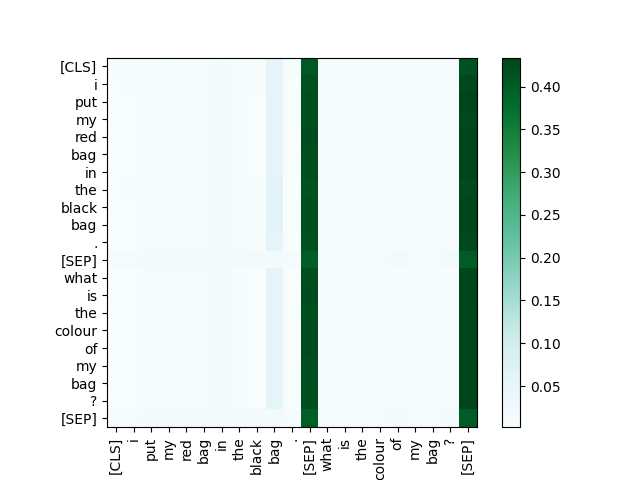 [CLS]
i
put
my
red
bag
in
the
black
bag
.
[SEP]
what
is
the
colour
of
my
bag
?
[SEP]
[CLS]
i
put
my
red
bag
in
the
black
bag
.
[SEP]
what
is
the
colour
of
my
bag
?
[SEP]
0.40
0.35
0.30
0.25
0.20
0.15
0.10
0.05